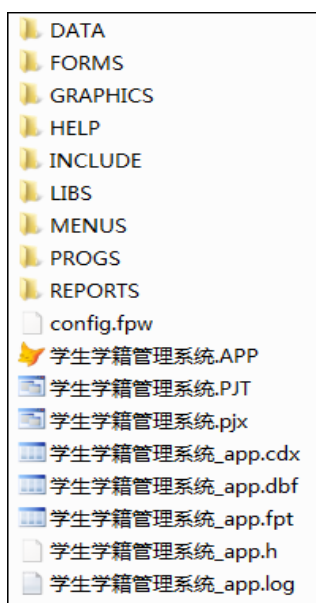 DATA
FORMS
GRAPHICS
HELP
INCLUDE
LIBS
MENUS
PROGS
REPORTS
config.fpw
学生学籍管理系统.APP
学生学籍管理系统.PJT
学生学籍管理系统.pjx
学生学籍管理系统_app.cdx
学生学籍管理系统_app.dbf
学生学籍管理系统_app.fpt
学生学籍管理系统_app.h
学生学籍管理系统_app.log